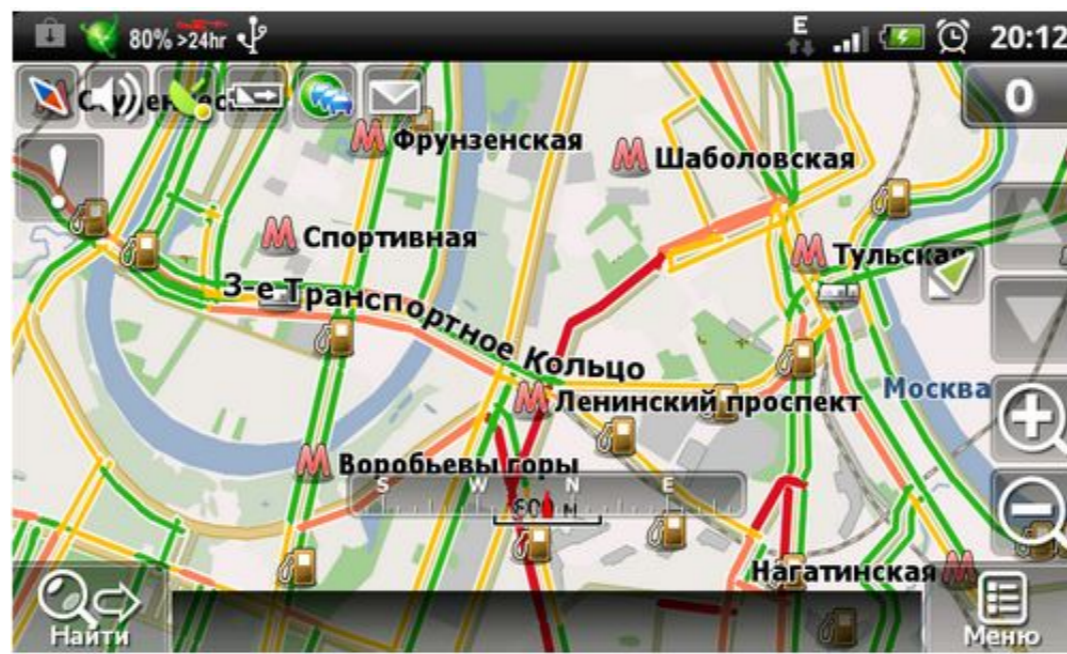 80% >24hr
E
20:12
0
Фрунзенская
Шаболовская
Спортивная
Тульская
3-е Транспортное Кольцо
Москва
Ленинский проспект
Воробьевы горы
S W N E
Нагатинская
Найти
Меню